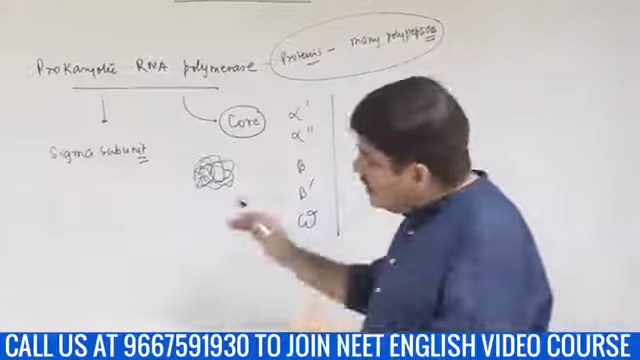 Prokaryotic RNA polymerase - Proteins - many polypeptide
Sigma subunit
Core
α'
α''
β
β'
ω
CALL US AT 9667591930 TO JOIN NEET ENGLISH VIDEO COURSE